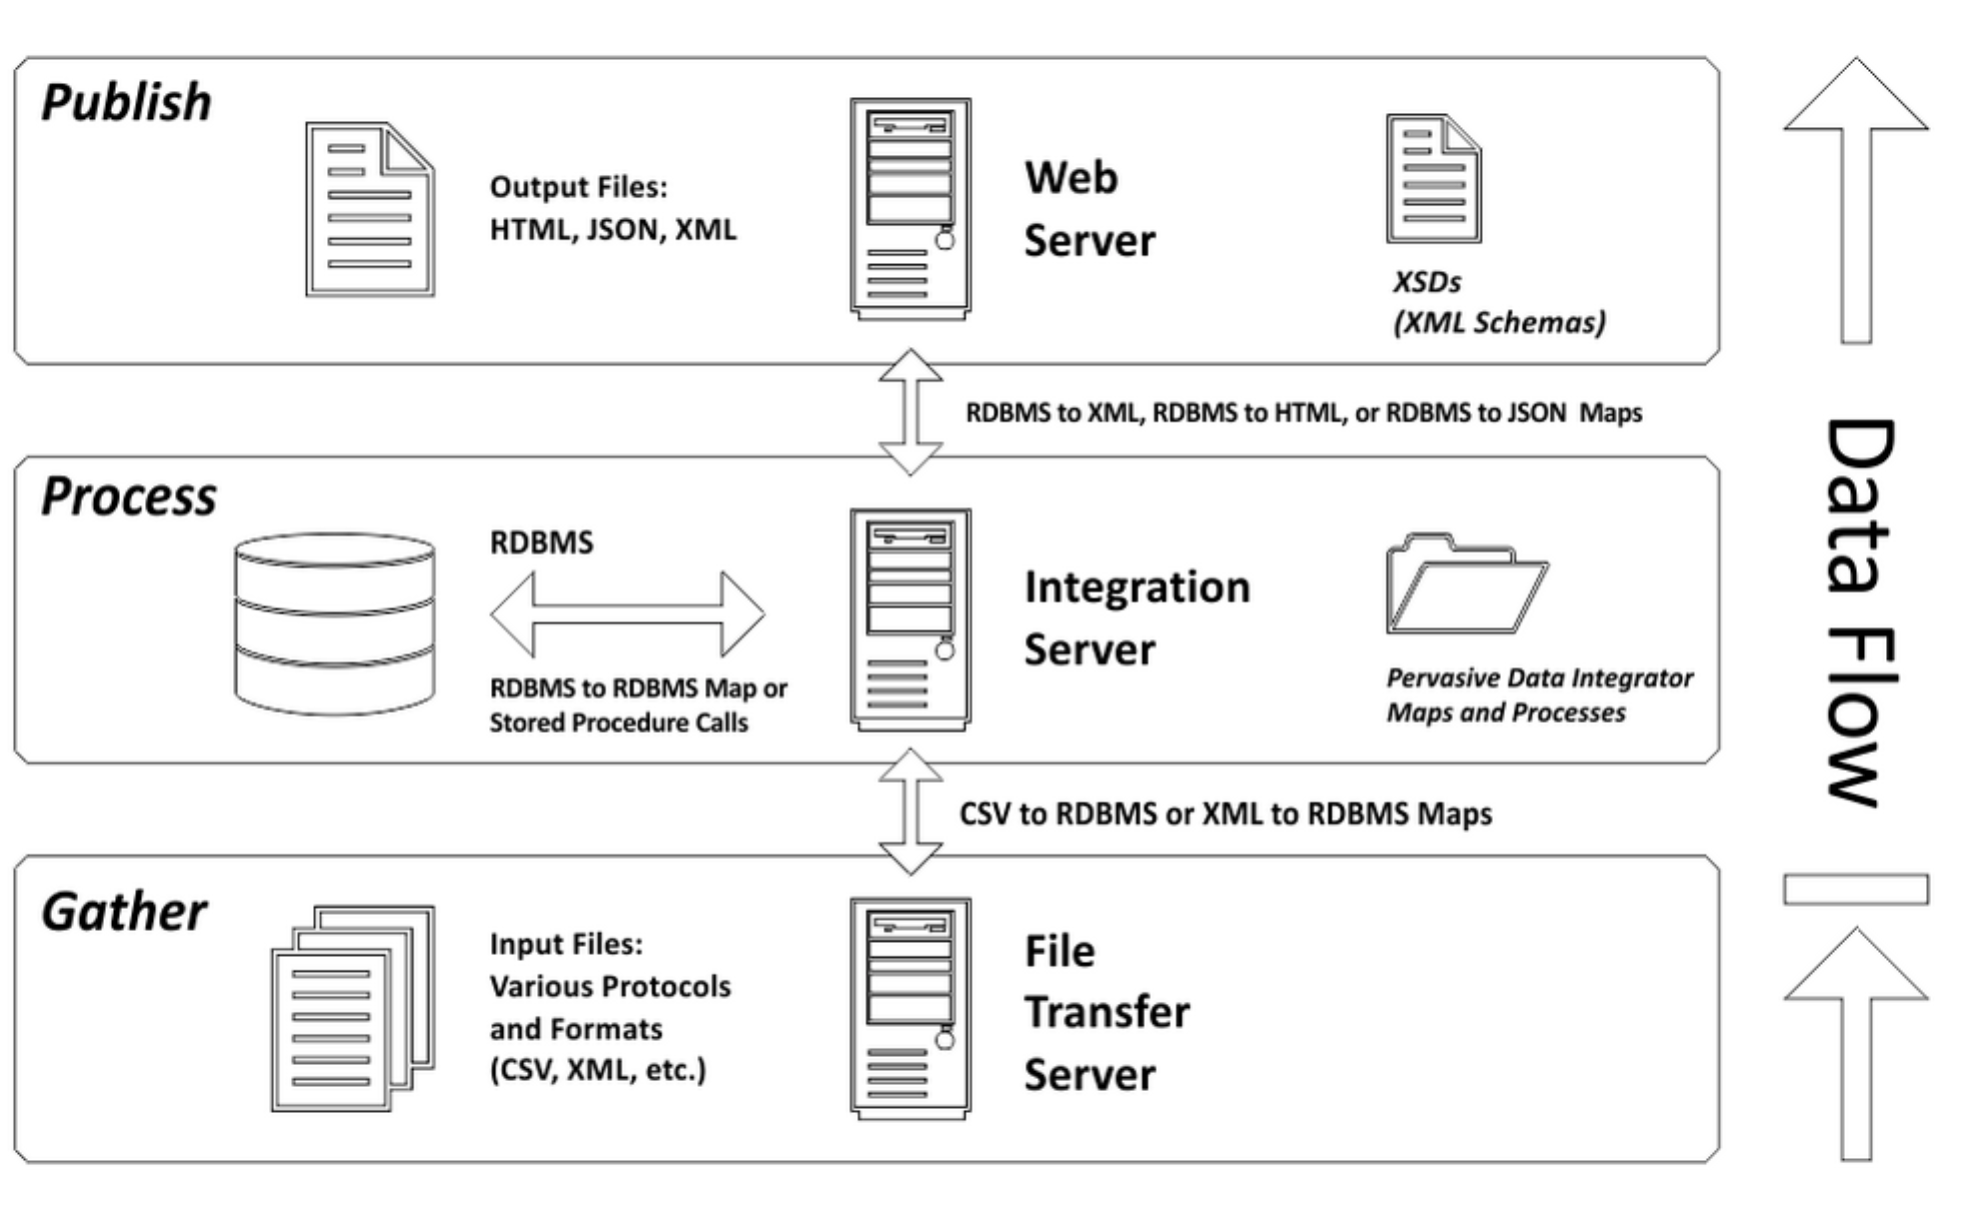 Publish
Output Files:
HTML, JSON, XML
Web
Server
XSDs
(XML Schemas)
RDBMS to XML, RDBMS to HTML, or RDBMS to JSON Maps
Process
RDBMS
RDBMS to RDBMS Map or
Stored Procedure Calls
Integration
Server
Pervasive Data Integrator
Maps and Processes
CSV to RDBMS or XML to RDBMS Maps
Gather
Input Files:
Various Protocols
and Formats
(CSV, XML, etc.)
File
Transfer
Server
Data Flow